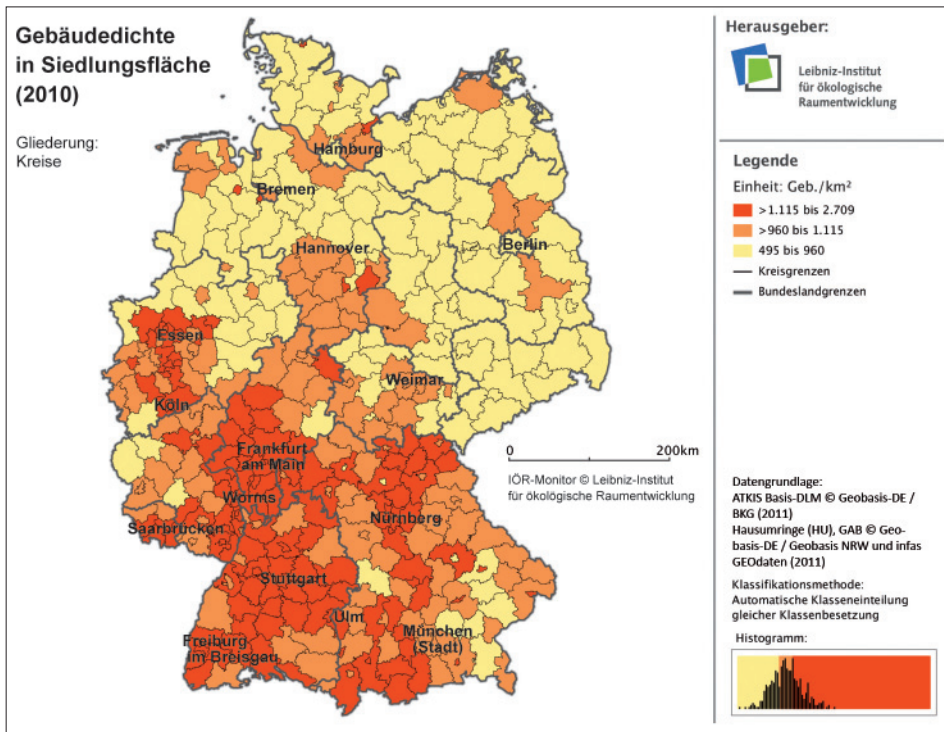 Gebäudedichte
in Siedlungsfläche
(2010)
Gliederung:
Kreise
Hamburg
Bremen
Hannover
Berlin
Essen
Köln
Weimar
Frankfurt
am Main
Worms
Saarbrücken
Nürnberg
Stuttgart
Ulm
München
(Stadt)
Freiburg
im Breisgau
0 200km
IÖR-Monitor © Leibniz-Institut
für ökologische Raumentwicklung
Herausgeber:
Leibniz-Institut
für ökologische
Raumentwicklung
Legende
Einheit: Geb./km²
>1.115 bis 2.709
>960 bis 1.115
495 bis 960
Kreisgrenzen
Bundeslandgrenzen
Datengrundlage:
ATKIS Basis-DLM © Geobasis-DE /
BKG (2011)
Hausumringe (HU), GAB © Geo-
basis-DE / Geobasis NRW und infas
GEOdaten (2011)
Klassifikationsmethode:
Automatische Klasseneinteilung
gleicher Klassenbesetzung
Histogramm: